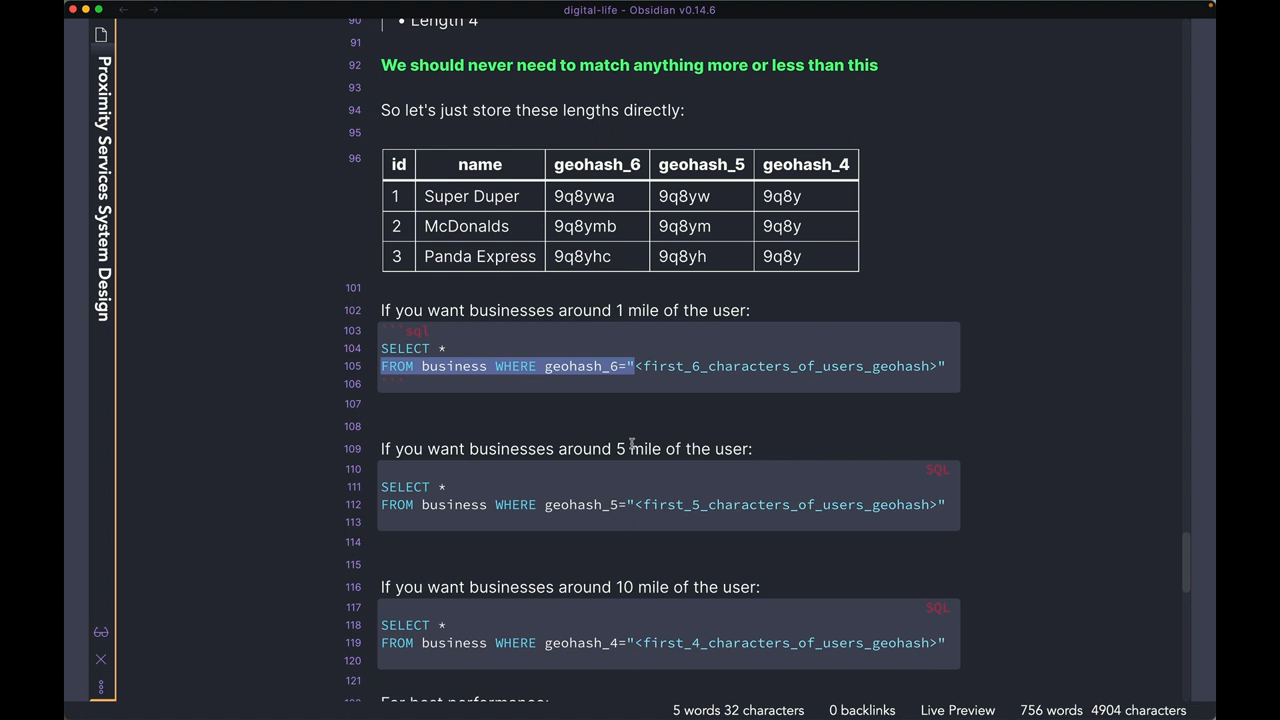 digital-life - Obsidian v0.14.6
Proximity Services System Design
90 • Length 4
91
92 We should never need to match anything more or less than this
93
94 So let's just store these lengths directly:
95
96
id name geohash_6 geohash_5 geohash_4
1 Super Duper 9q8ywa 9q8yw 9q8y
2 McDonalds 9q8ymb 9q8ym 9q8y
3 Panda Express 9q8yhc 9q8yh 9q8y
101
102 If you want businesses around 1 mile of the user:
103 ```sql
104 SELECT *
105 FROM business WHERE geohash_6="<first_6_characters_of_users_geohash>"
106 ```
107
108
109 If you want businesses around 5 mile of the user:
110 SQL
111 SELECT *
112 FROM business WHERE geohash_5="<first_5_characters_of_users_geohash>"
113
114
115
116 If you want businesses around 10 mile of the user:
117 SQL
118 SELECT *
119 FROM business WHERE geohash_4="<first_4_characters_of_users_geohash>"
120
121
For best performance:
5 words 32 characters 0 backlinks Live Preview 756 words 4904 characters